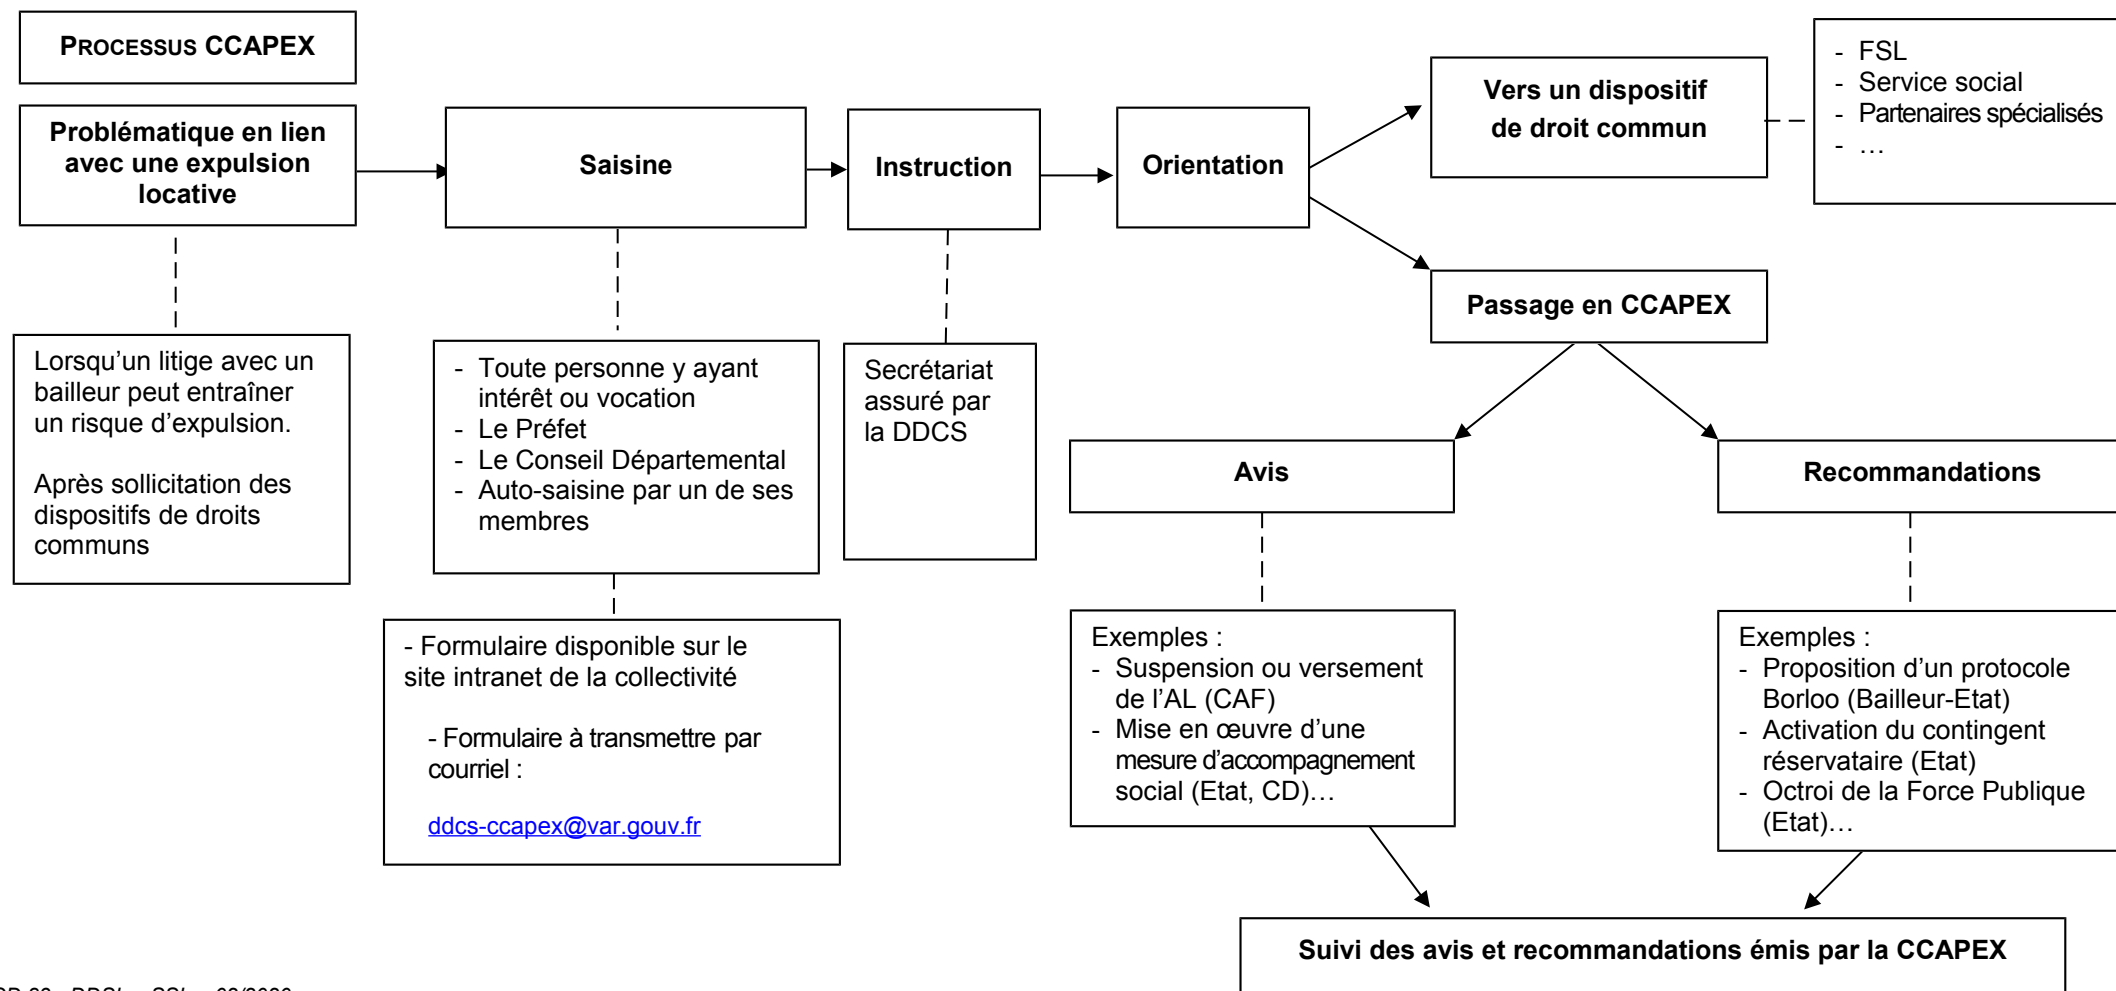 PROCESSUS CCAPEX
Problématique en lien
avec une expulsion
locative
Saisine
Instruction
Orientation
Vers un dispositif
de droit commun
- FSL
- Service social
- Partenaires spécialisés
- …
Passage en CCAPEX
Lorsqu’un litige avec un
bailleur peut entraîner
un risque d’expulsion.
Après sollicitation des
dispositifs de droits
communs
- Toute personne y ayant
intérêt ou vocation
- Le Préfet
- Le Conseil Départemental
- Auto-saisine par un de ses
membres
Secrétariat
assuré par
la DDCS
- Formulaire disponible sur le
site intranet de la collectivité
- Formulaire à transmettre par
courriel :
ddcs-ccapex@var.gouv.fr
Avis
Recommandations
Exemples :
- Suspension ou versement
de l’AL (CAF)
- Mise en œuvre d’une
mesure d’accompagnement
social (Etat, CD)…
Exemples :
- Proposition d’un protocole
Borloo (Bailleur-Etat)
- Activation du contingent
réservataire (Etat)
- Octroi de la Force Publique
(Etat)…
Suivi des avis et recommandations émis par la CCAPEX